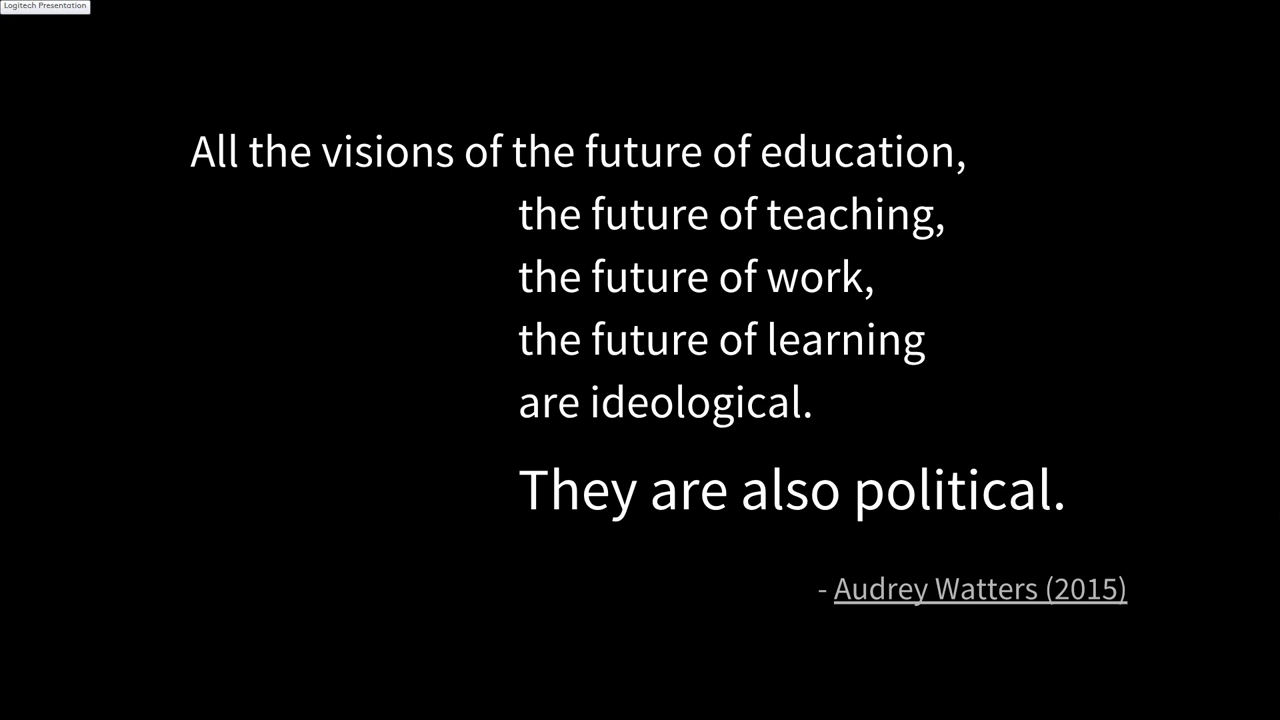 Logitech Presentation
All the visions of the future of education,
the future of teaching,
the future of work,
the future of learning
are ideological.
They are also political.
- Audrey Watters (2015)